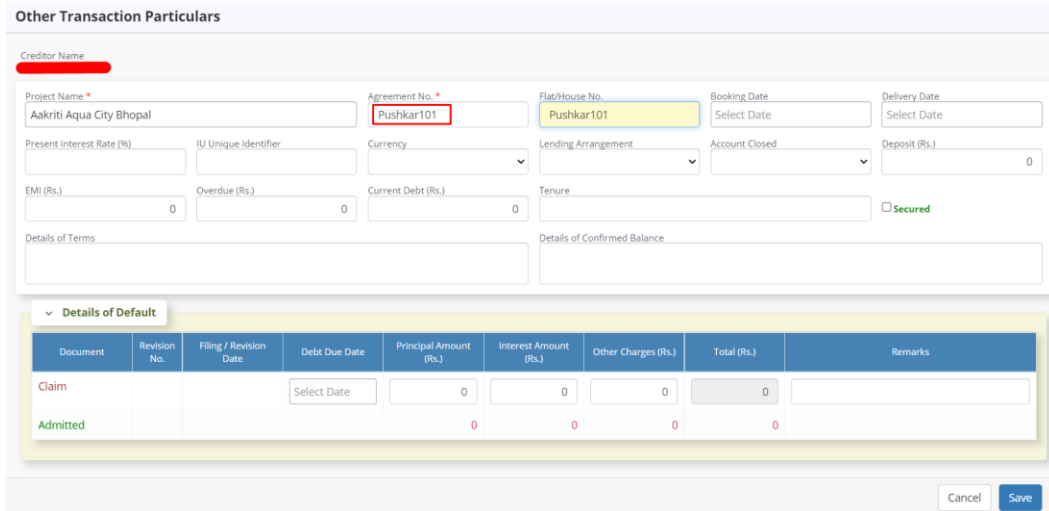 Other Transaction Particulars
Creditor Name
Project Name * Agreement No. * Flat/House No. Booking Date Delivery Date
Aakriti Aqua City Bhopal Pushkar101 Pushkar101 Select Date Select Date
Present Interest Rate (%) IU Unique Identifier Currency Lending Arrangement Account Closed Deposit (Rs.)
0
EMI (Rs.) Overdue (Rs.) Current Debt (Rs.) Tenure
0 0 0 Secured
Details of Terms Details of Confirmed Balance
Details of Default
Document Revision No. Filing / Revision Date Debt Due Date Principal Amount (Rs.) Interest Amount (Rs.) Other Charges (Rs.) Total (Rs.) Remarks
Claim Select Date 0 0 0 0
Admitted 0 0 0 0
Cancel Save